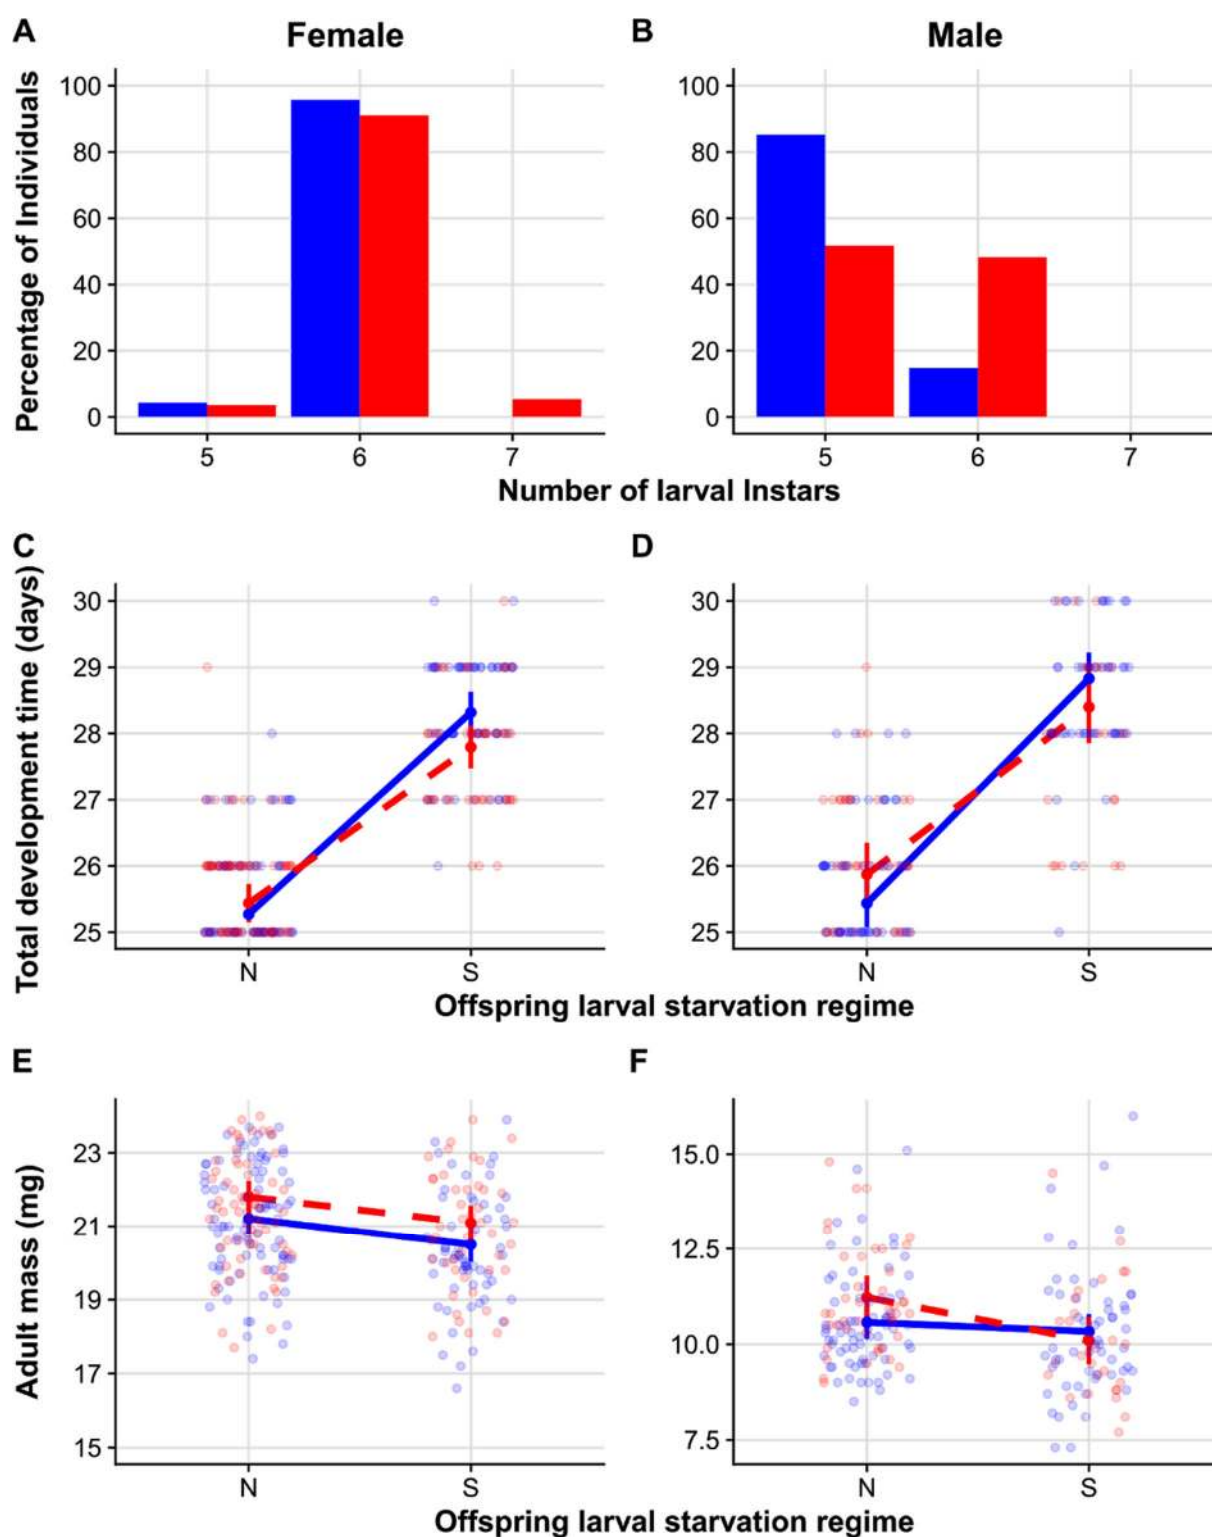 A Female
B Male
Percentage of Individuals
100
80
60
40
20
0
5 6 7
100
80
60
40
20
0
5 6 7
Number of larval Instars
C
D
Total development time (days)
30
29
28
27
26
25
N S
30
29
28
27
26
25
N S
Offspring larval starvation regime
E
F
Adult mass (mg)
23
21
19
17
15
N S
15.0
12.5
10.0
7.5
N S
Offspring larval starvation regime